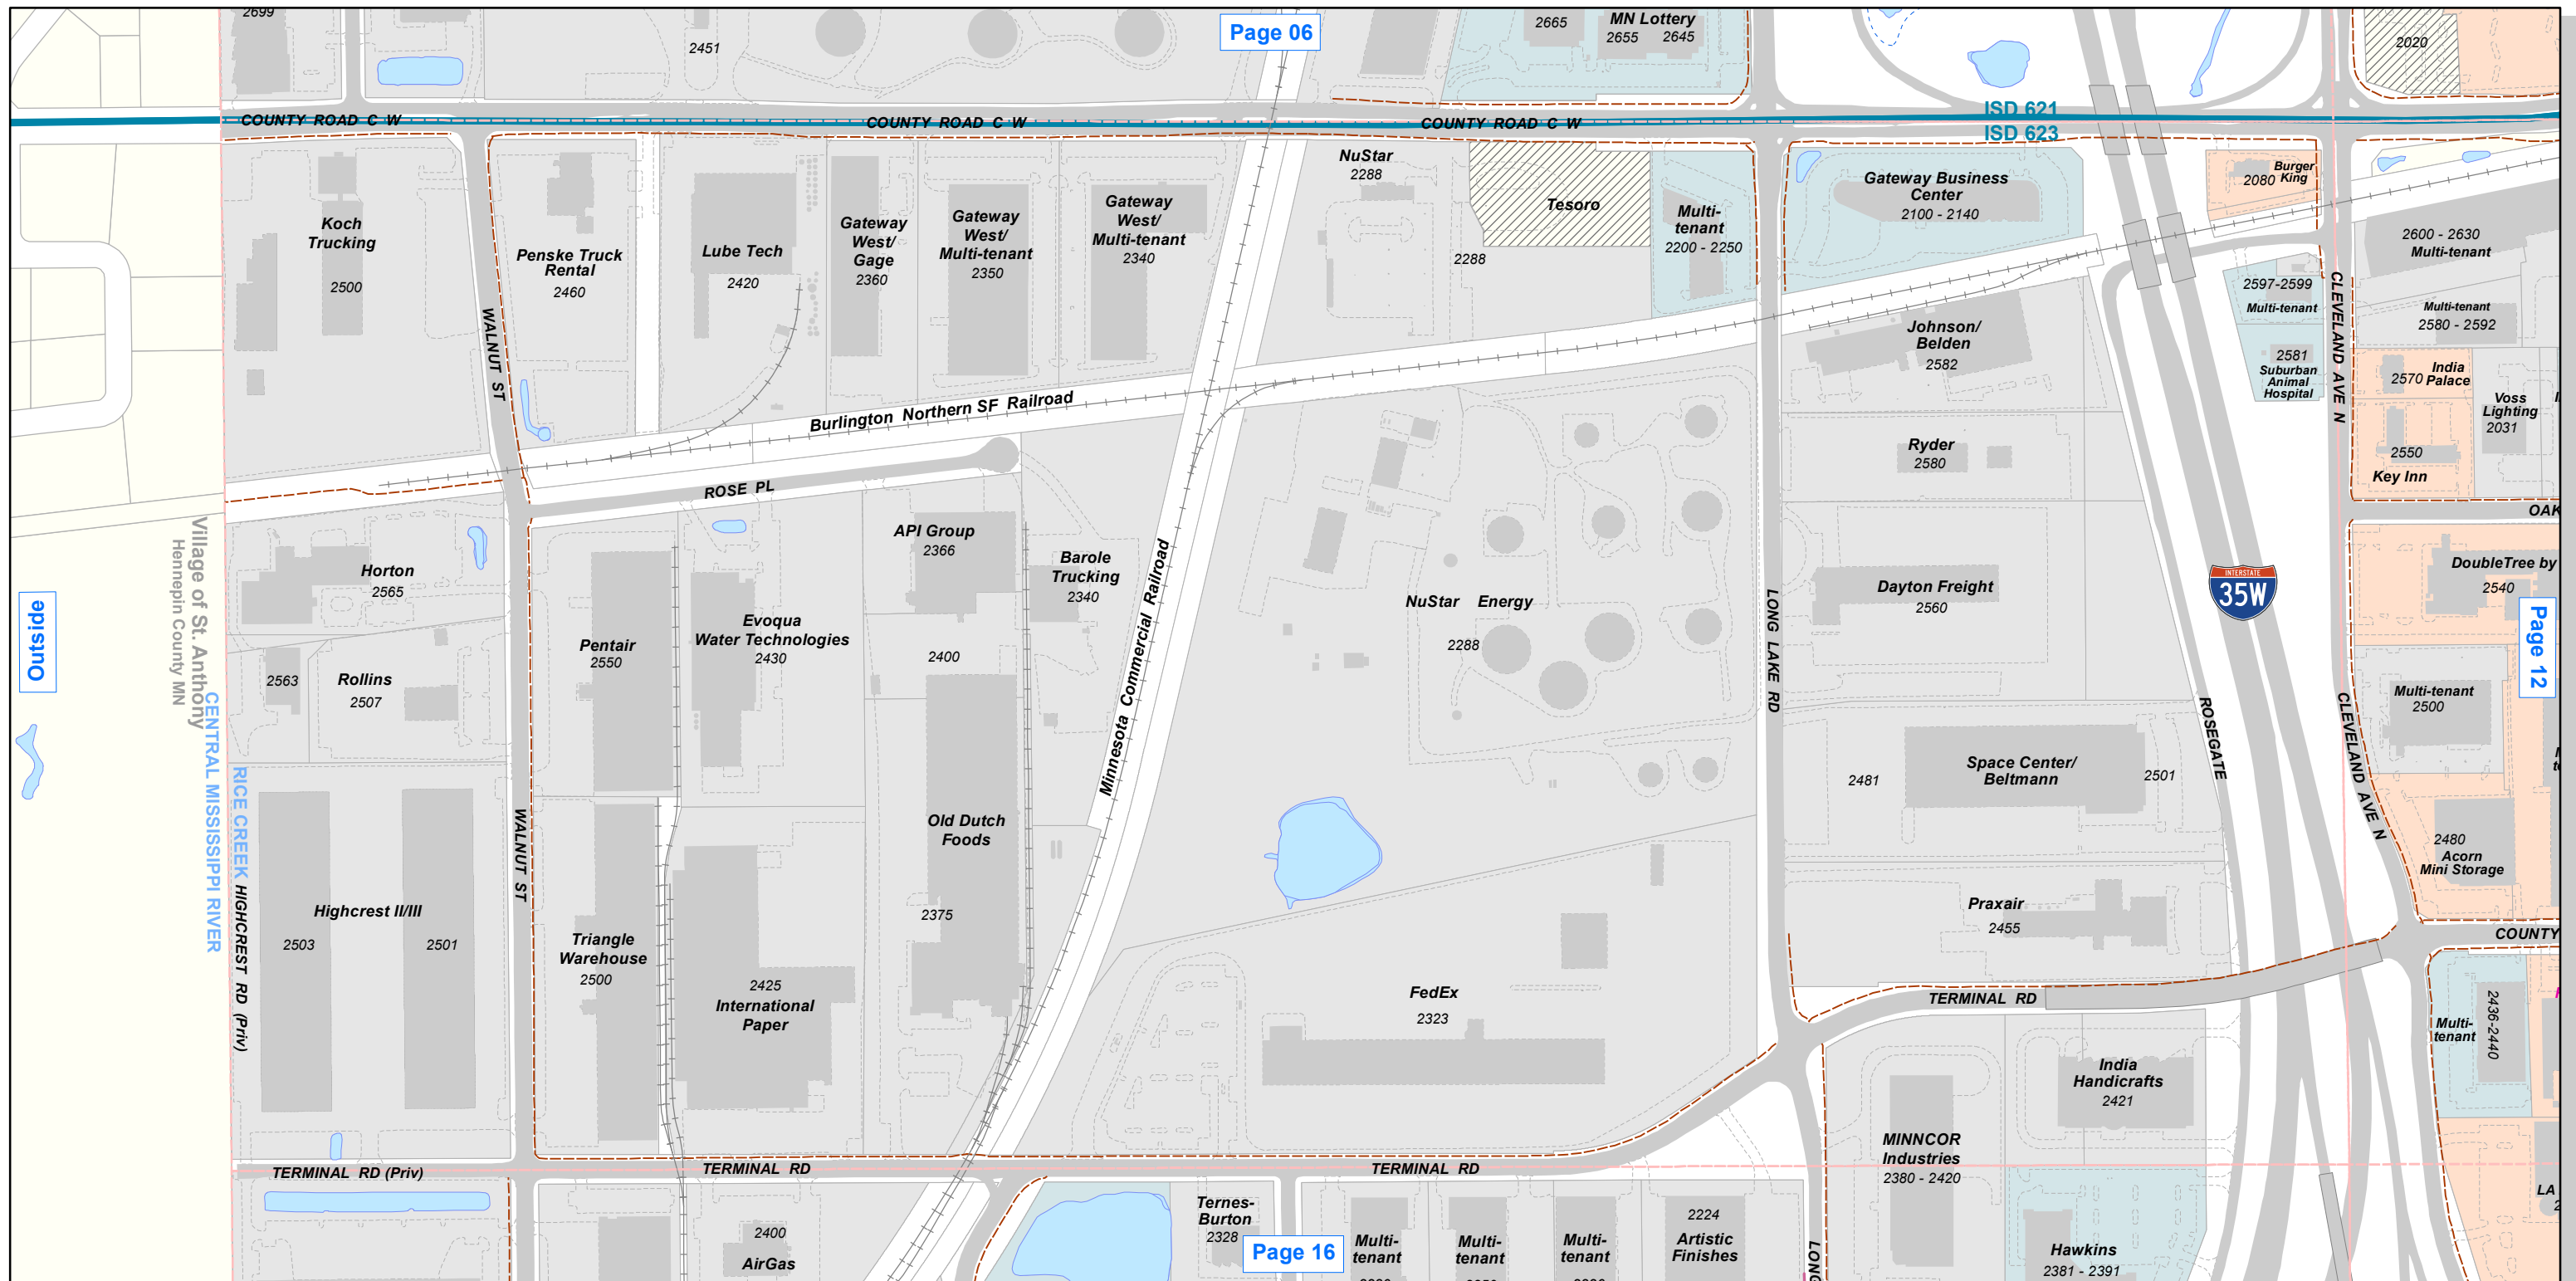 2699
2451
Page 06
2665
MN Lottery
2655
2645
2020
COUNTY ROAD C W
COUNTY ROAD C W
COUNTY ROAD C W
ISD 621
ISD 623
Koch
Trucking
2500
WALNUT ST
Penske Truck
Rental
2460
Lube Tech
2420
Gateway
West/
Gage
2360
Gateway
West/
Multi-tenant
2350
Gateway
West/
Multi-tenant
2340
NuStar
2288
2288
Tesoro
Multi-
tenant
2200 - 2250
Gateway Business
Center
2100 - 2140
Burger
King
2080
2600 - 2630
Multi-tenant
2597-2599
Multi-tenant
Multi-tenant
2580 - 2592
2581
Suburban
Animal
Hospital
CLEVELAND AVE N
2570
India
Palace
Voss
Lighting
2031
2550
Key Inn
Johnson/
Belden
2582
Ryder
2580
Burlington Northern SF Railroad
ROSE PL
OAK
Village of St. Anthony
Hennepin County MN
Outside
Horton
2565
2563
Rollins
2507
Pentair
2550
Evoqua
Water Technologies
2430
API Group
2366
Barole
Trucking
2340
2400
Minnesota Commercial Railroad
NuStar Energy
2288
LONG LAKE RD
Dayton Freight
2560
INTERSTATE
35W
DoubleTree by
2540
Page 12
Multi-tenant
2500
CENTRAL MISSISSIPPI RIVER
RICE CREEK
HIGHCREST RD (Priv)
Highcrest II/III
2503
2501
WALNUT ST
Triangle
Warehouse
2500
2425
International
Paper
Old Dutch
Foods
2375
2481
Space Center/
Beltmann
2501
ROSEGATE
CLEVELAND AVE N
2480
Acorn
Mini Storage
Praxair
2455
COUNTY
FedEx
2323
TERMINAL RD
Multi-
tenant
2436-2440
India
Handicrafts
2421
MINNCOR
Industries
2380 - 2420
TERMINAL RD (Priv)
TERMINAL RD
TERMINAL RD
2400
AirGas
Ternes-
Burton
2328
Page 16
Multi-
tenant
Multi-
tenant
Multi-
tenant
2224
Artistic
Finishes
LONG
Hawkins
2381 - 2391
LA